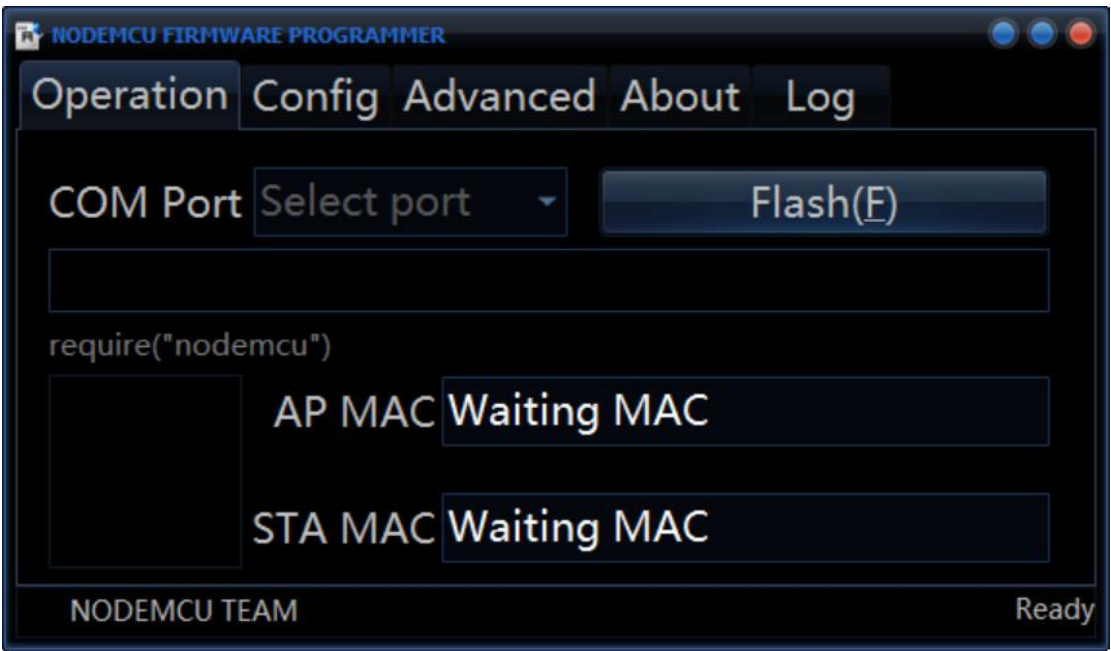 NODEMCU FIRMWARE PROGRAMMER
Operation Config Advanced About Log
COM Port Select port Flash(F)
require("nodemcu")
AP MAC Waiting MAC
STA MAC Waiting MAC
NODEMCU TEAM Ready